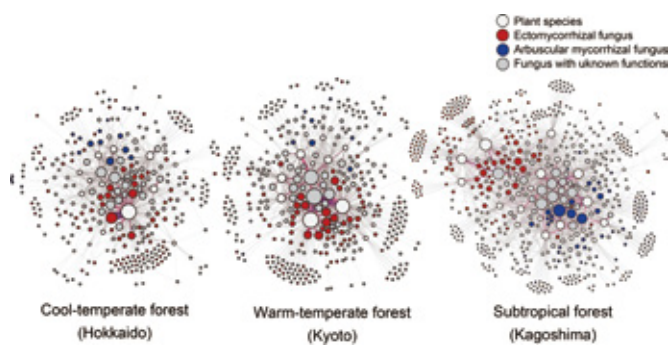 Plant species
Ectomycorrhizal fungus
Arbuscular mycorrhizal fungus
Fungus with uknown functions
Cool-temperate forest
(Hokkaido)
Warm-temperate forest
(Kyoto)
Subtropical forest
(Kagoshima)